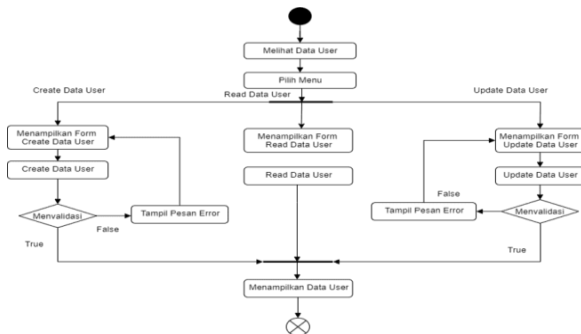 Melihat Data User
Pilih Menu
Create Data User
Read Data User
Update Data User
Menampilkan Form
Create Data User
Menampilkan Form
Read Data User
Menampilkan Form
Update Data User
Create Data User
Read Data User
Update Data User
False
Menvalidasi
Tampil Pesan Error
Tampil Pesan Error
Menvalidasi
False
True
True
Menampilkan Data User